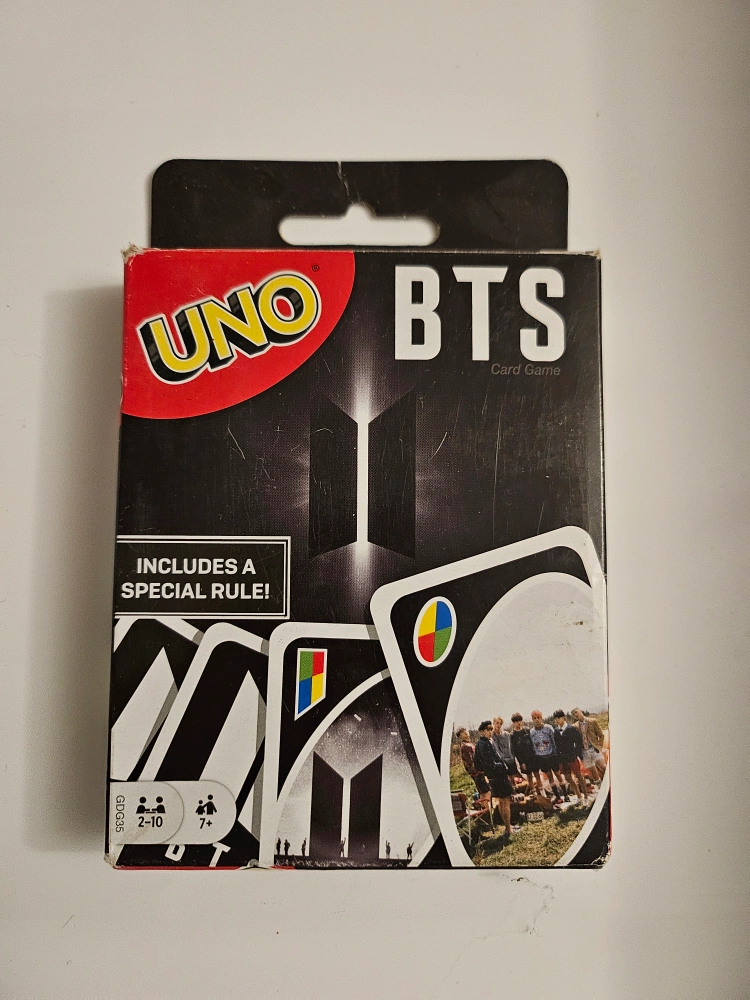 UNO®
BTS
Card Game
INCLUDES A
SPECIAL RULE!
GDG35
2-10
7+